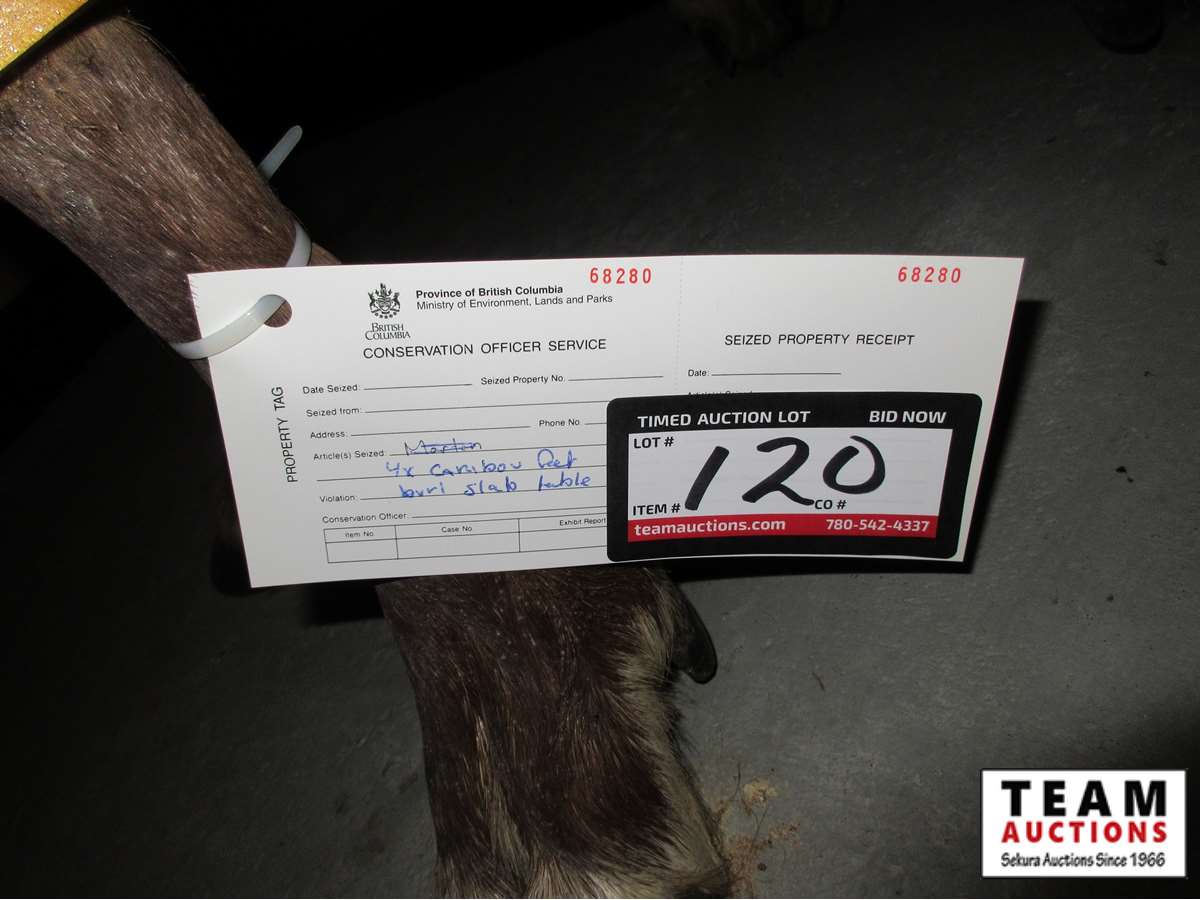 68280
68280
Province of British Columbia
Ministry of Environment, Lands and Parks
BRITISH
COLUMBIA
CONSERVATION OFFICER SERVICE
SEIZED PROPERTY RECEIPT
PROPERTY TAG
Date Seized:
Seized Property No.
Date:
Seized from:
Address:
Phone No.
Article(s) Seized: Morton
4x Caribou feet
Violation: burl slab table
Conservation Officer:
Item No.
Case No.
Exhibit Report
TIMED AUCTION LOT
BID NOW
LOT #
120
ITEM #
CO #
teamauctions.com
780-542-4337
TEAM
AUCTIONS
Sekura Auctions Since 1966